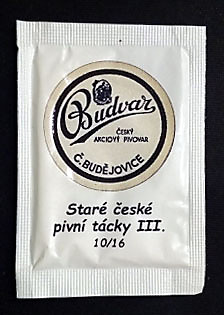 Budvar
ČESKÝ
AKCIOVÝ PIVOVAR
Č. BUDĚJOVICE
Staré české
pivní tácky III.
10/16